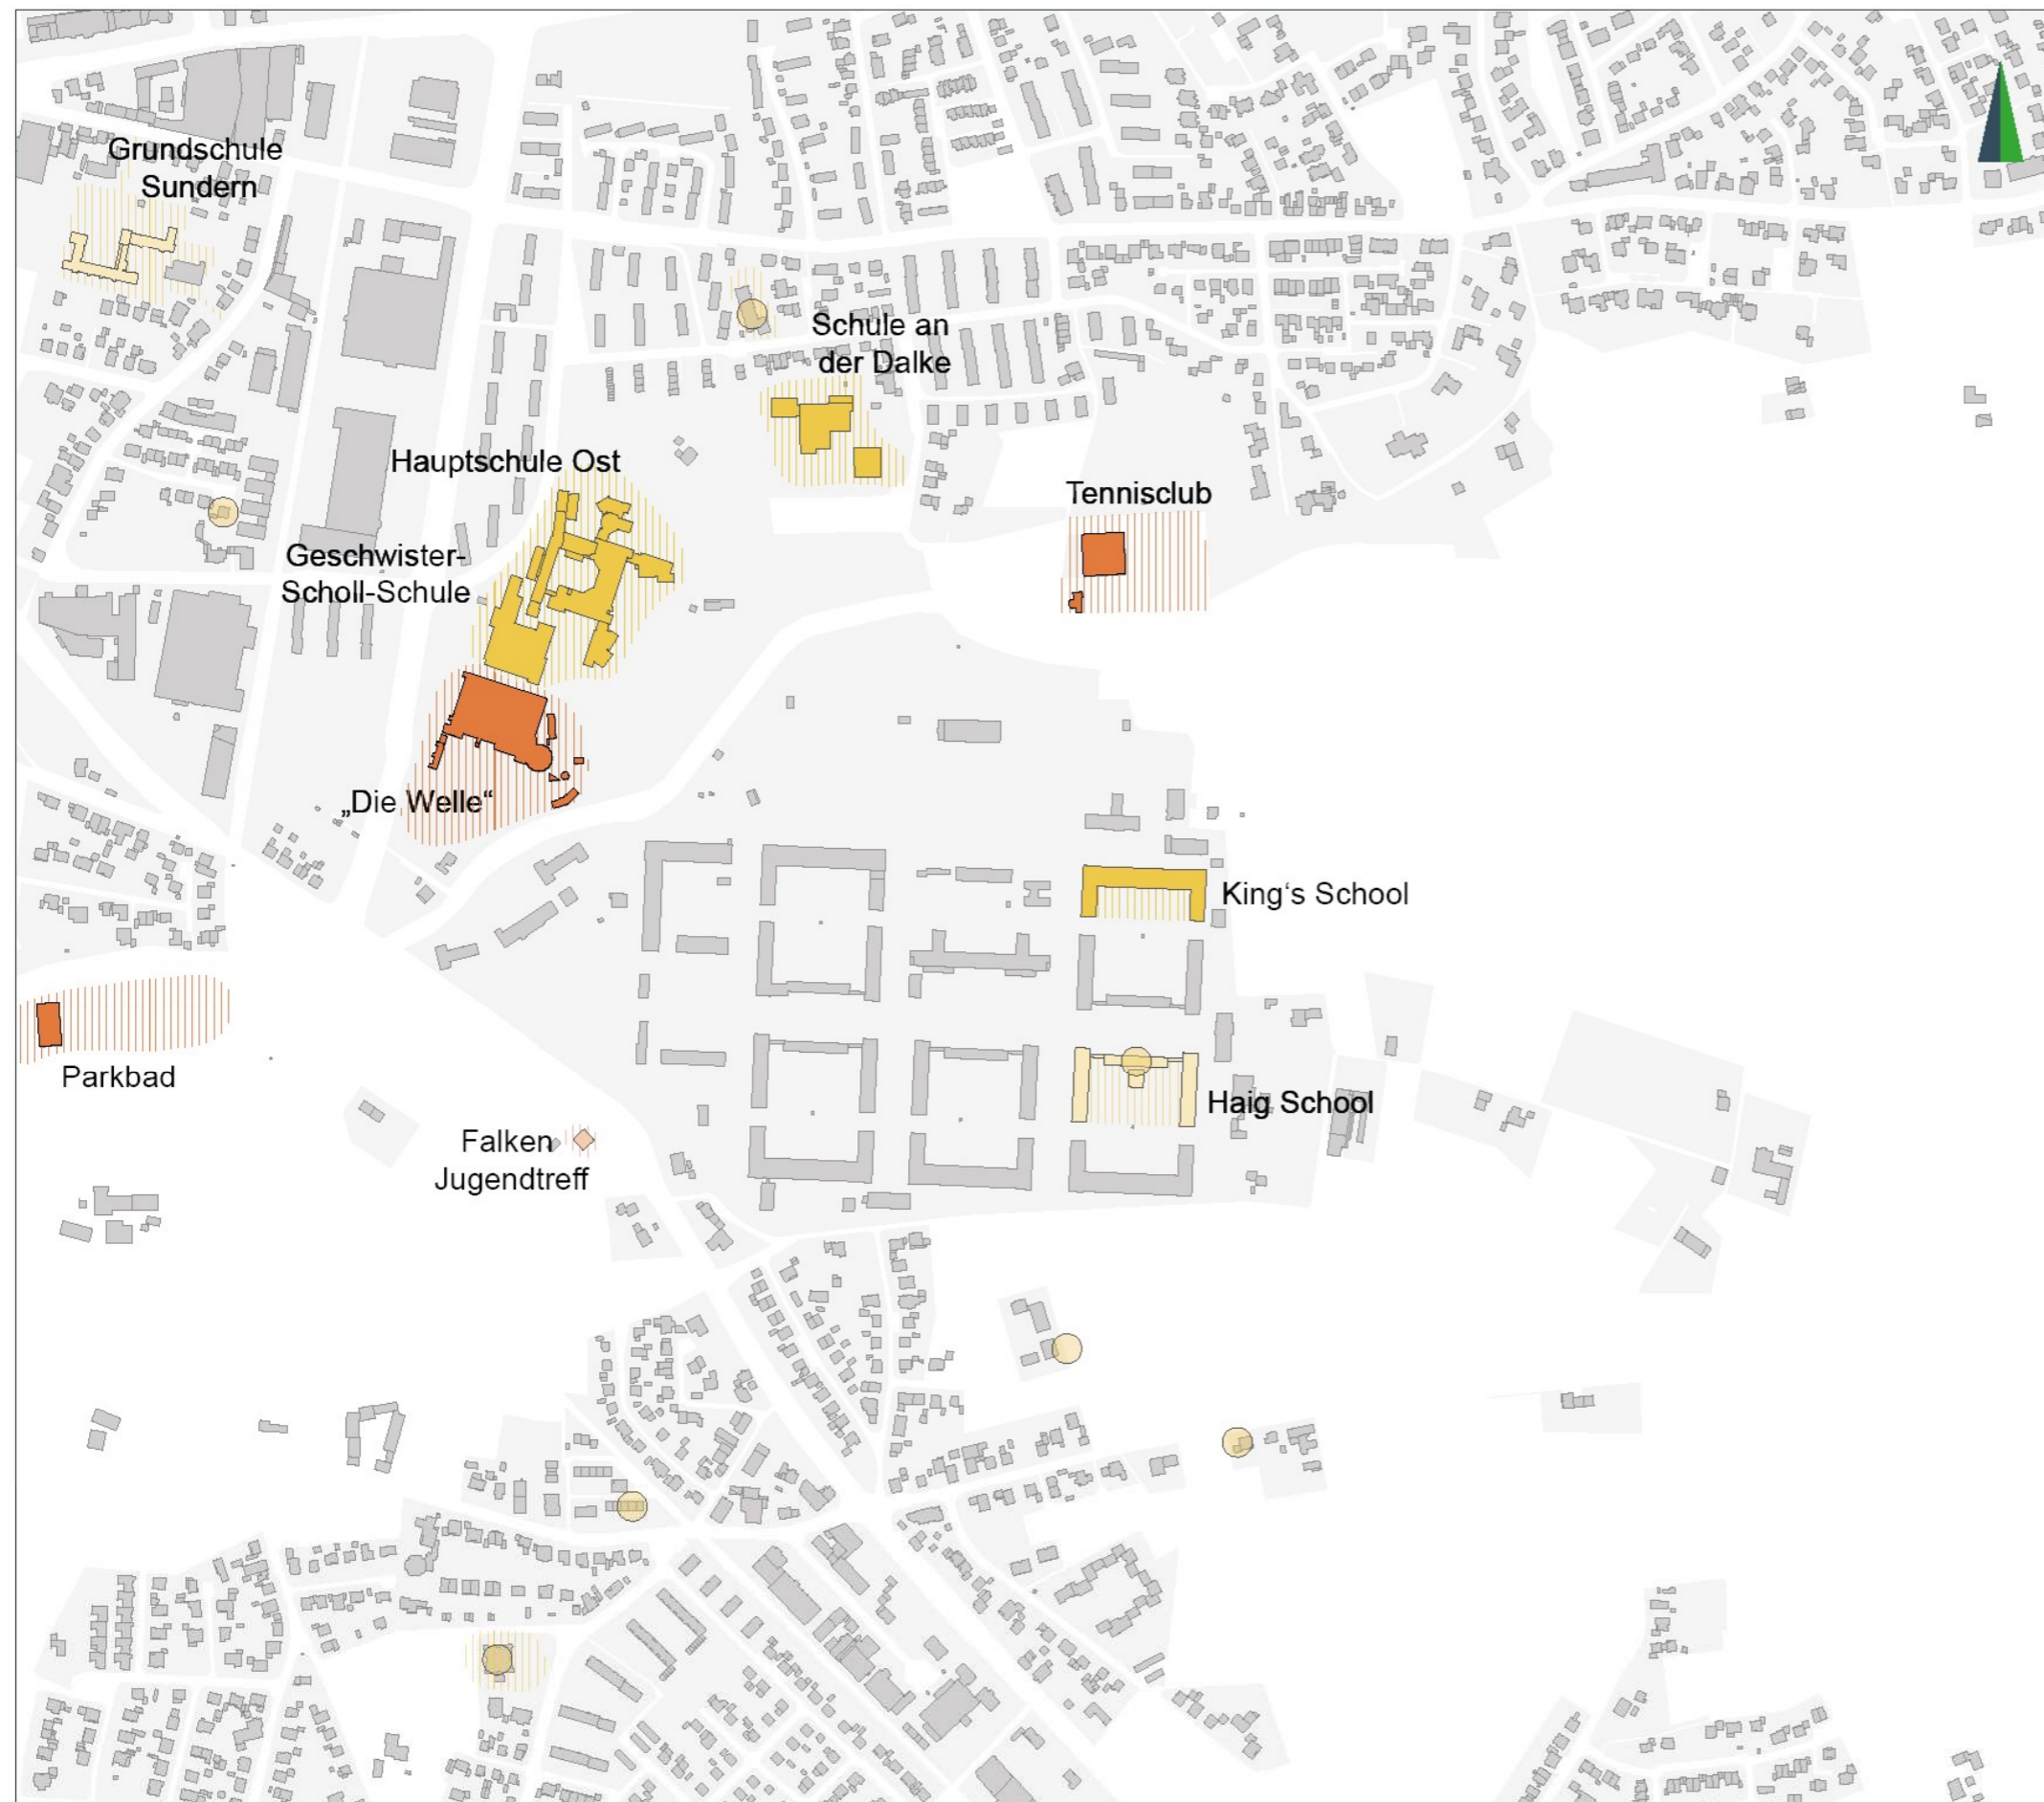 Grundschule
Sundern
Schule an
der Dalke
Hauptschule Ost
Tennisclub
Geschwister-
Scholl-Schule
„Die Welle“
King‘s School
Parkbad
Haig School
Falken
Jugendtreff